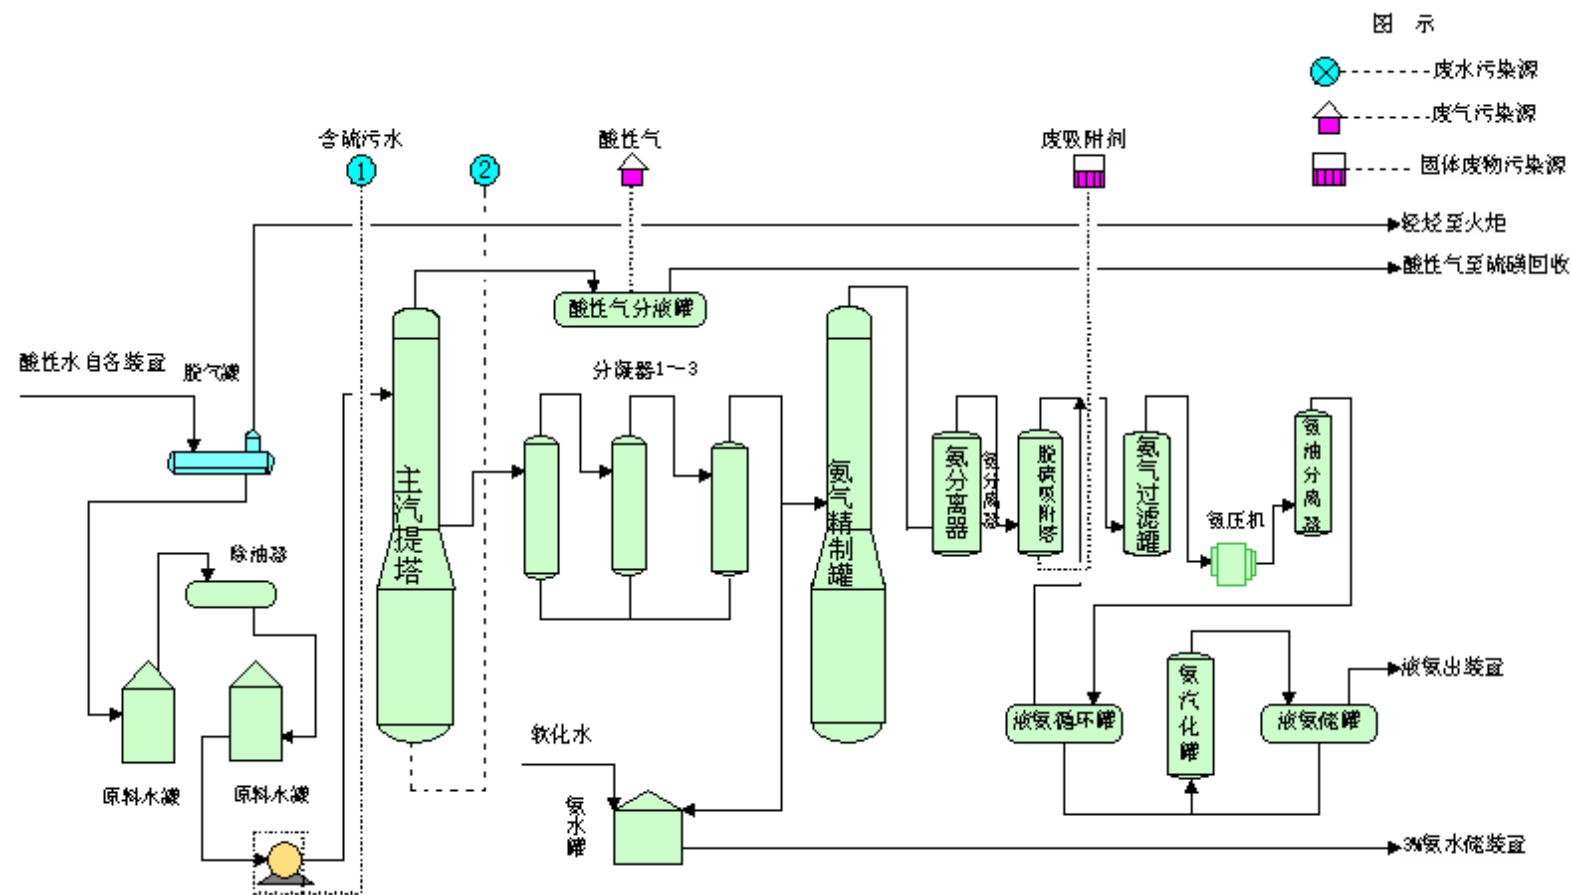 图 示
废水污染源
废气污染源
固体废物污染源
含硫污水
1
2
酸性气
废吸附剂
轻烃至火炬
酸性气至硫磺回收
酸性气分液罐
酸性水自各装置
脱气罐
分凝器1~3
主汽提塔
氨气精制罐
氨分离器
氨分离器
脱硫吸附塔
氨气过滤罐
氨压机
氨油分离器
除油器
原料水罐
原料水罐
软化水
氨水罐
液氨循环罐
氨汽化罐
液氨储罐
液氨出装置
3%氨水储装置